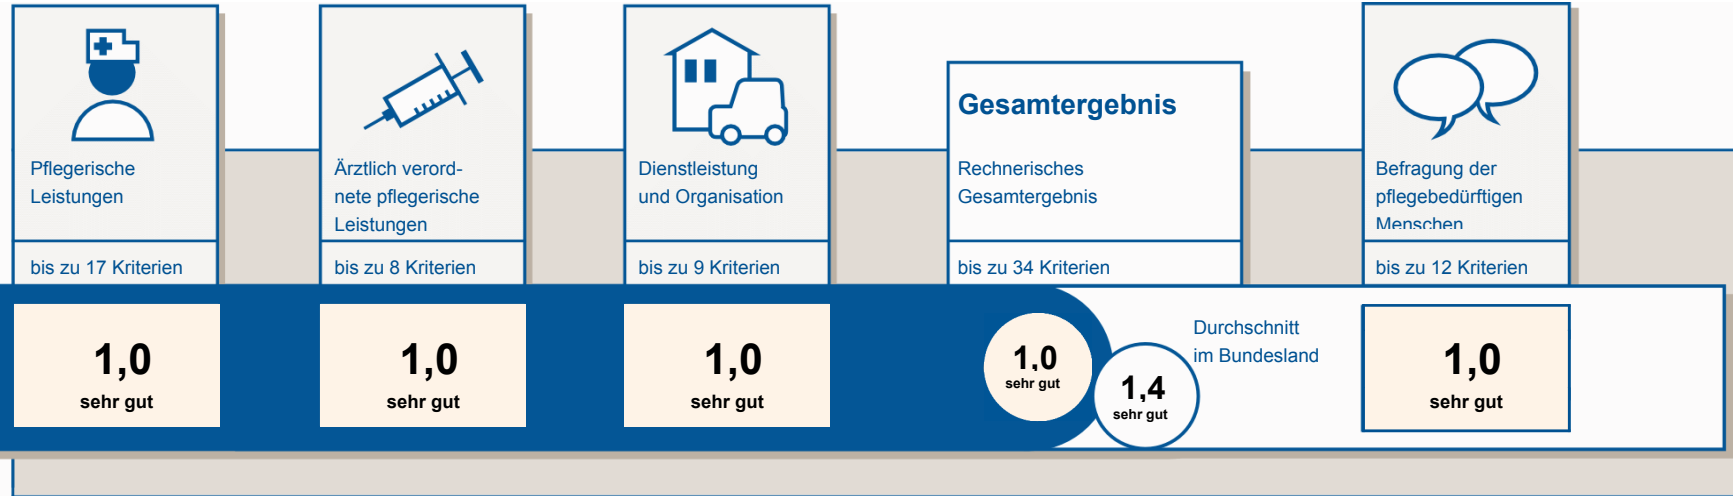 Pflegerische
Leistungen
bis zu 17 Kriterien
1,0
sehr gut
Ärztlich verord-
nete pflegerische
Leistungen
bis zu 8 Kriterien
1,0
sehr gut
Dienstleistung
und Organisation
bis zu 9 Kriterien
1,0
sehr gut
Gesamtergebnis
Rechnerisches
Gesamtergebnis
bis zu 34 Kriterien
1,0
sehr gut
1,4
sehr gut
Durchschnitt
im Bundesland
Befragung der
pflegebedürftigen
Menschen
bis zu 12 Kriterien
1,0
sehr gut